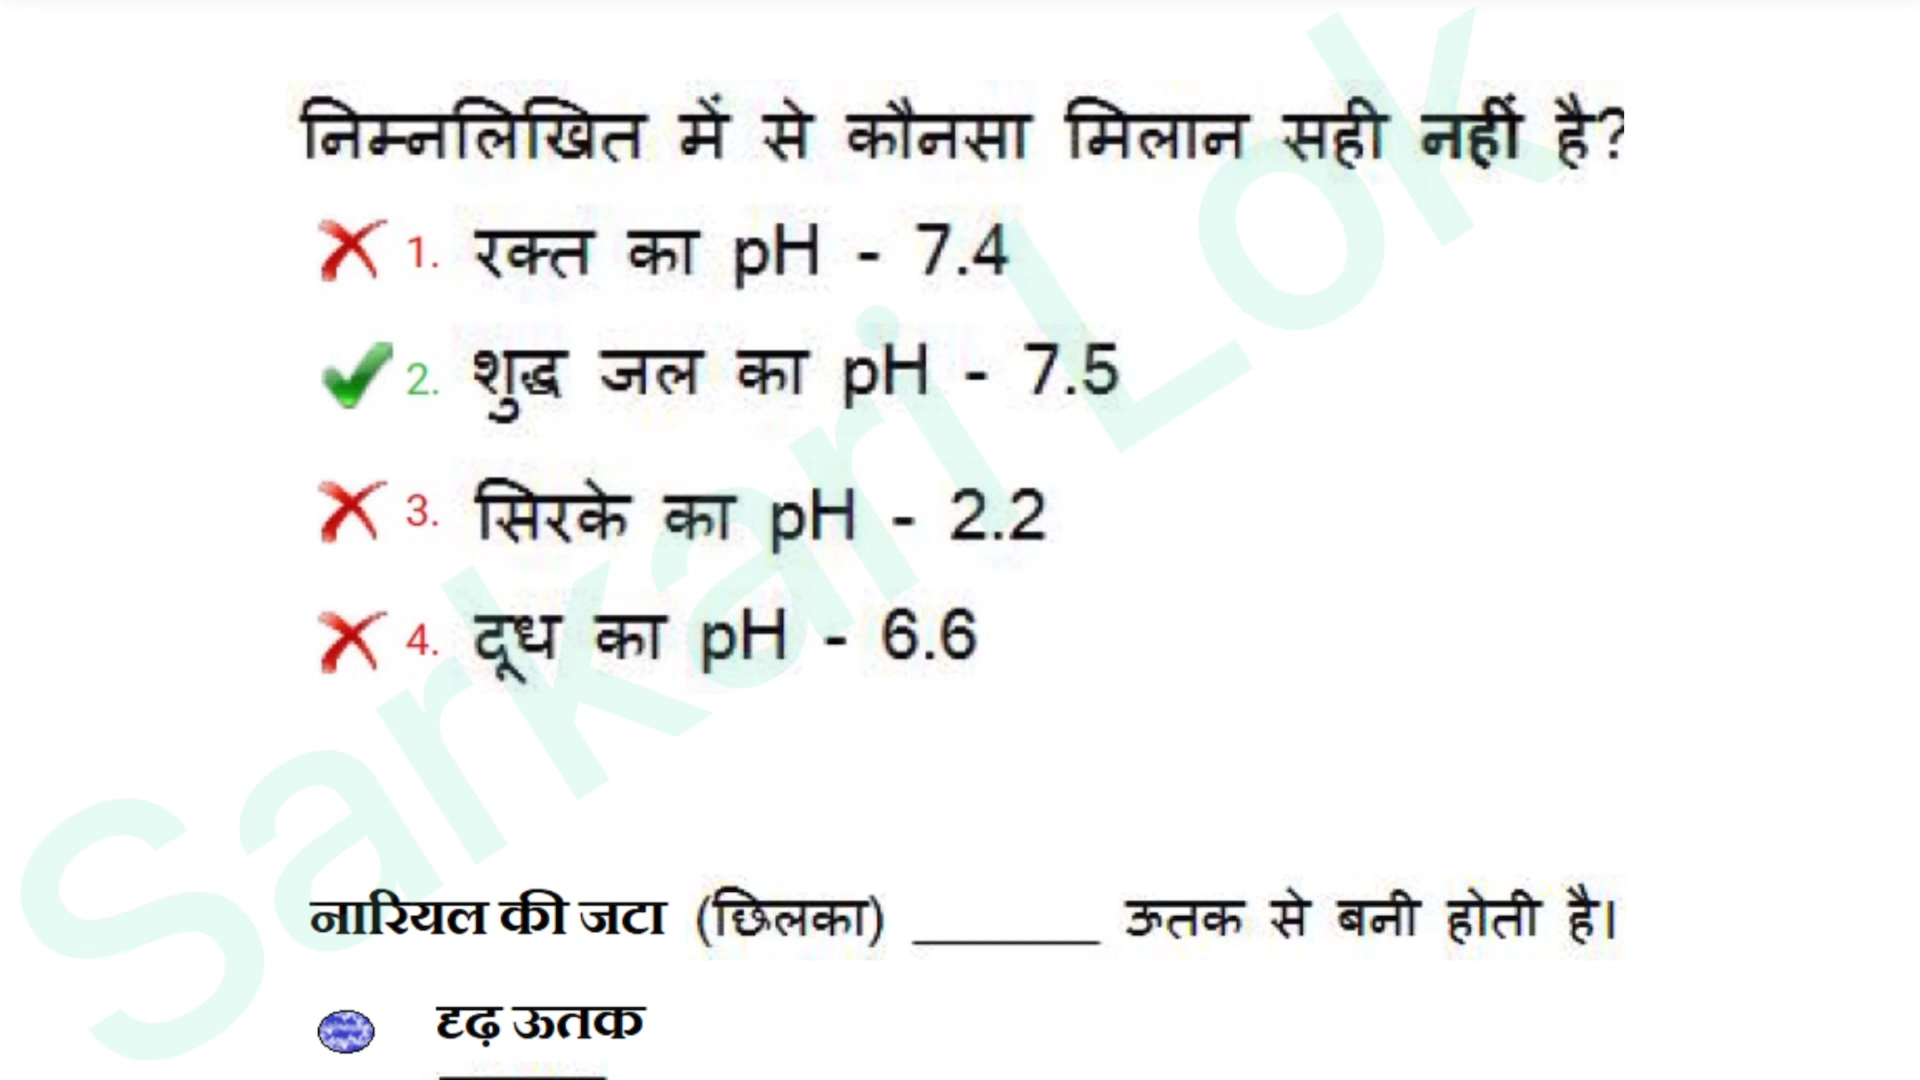 निम्नलिखित में से कौनसा मिलान सही नहीं है?
1. रक्त का pH - 7.4
2. शुद्ध जल का pH - 7.5
3. सिरके का pH - 2.2
4. दूध का pH - 6.6
नारियल की जटा (छिलका) ______ ऊतक से बनी होती है।
दृढ़ ऊतक
Sarkari Lok